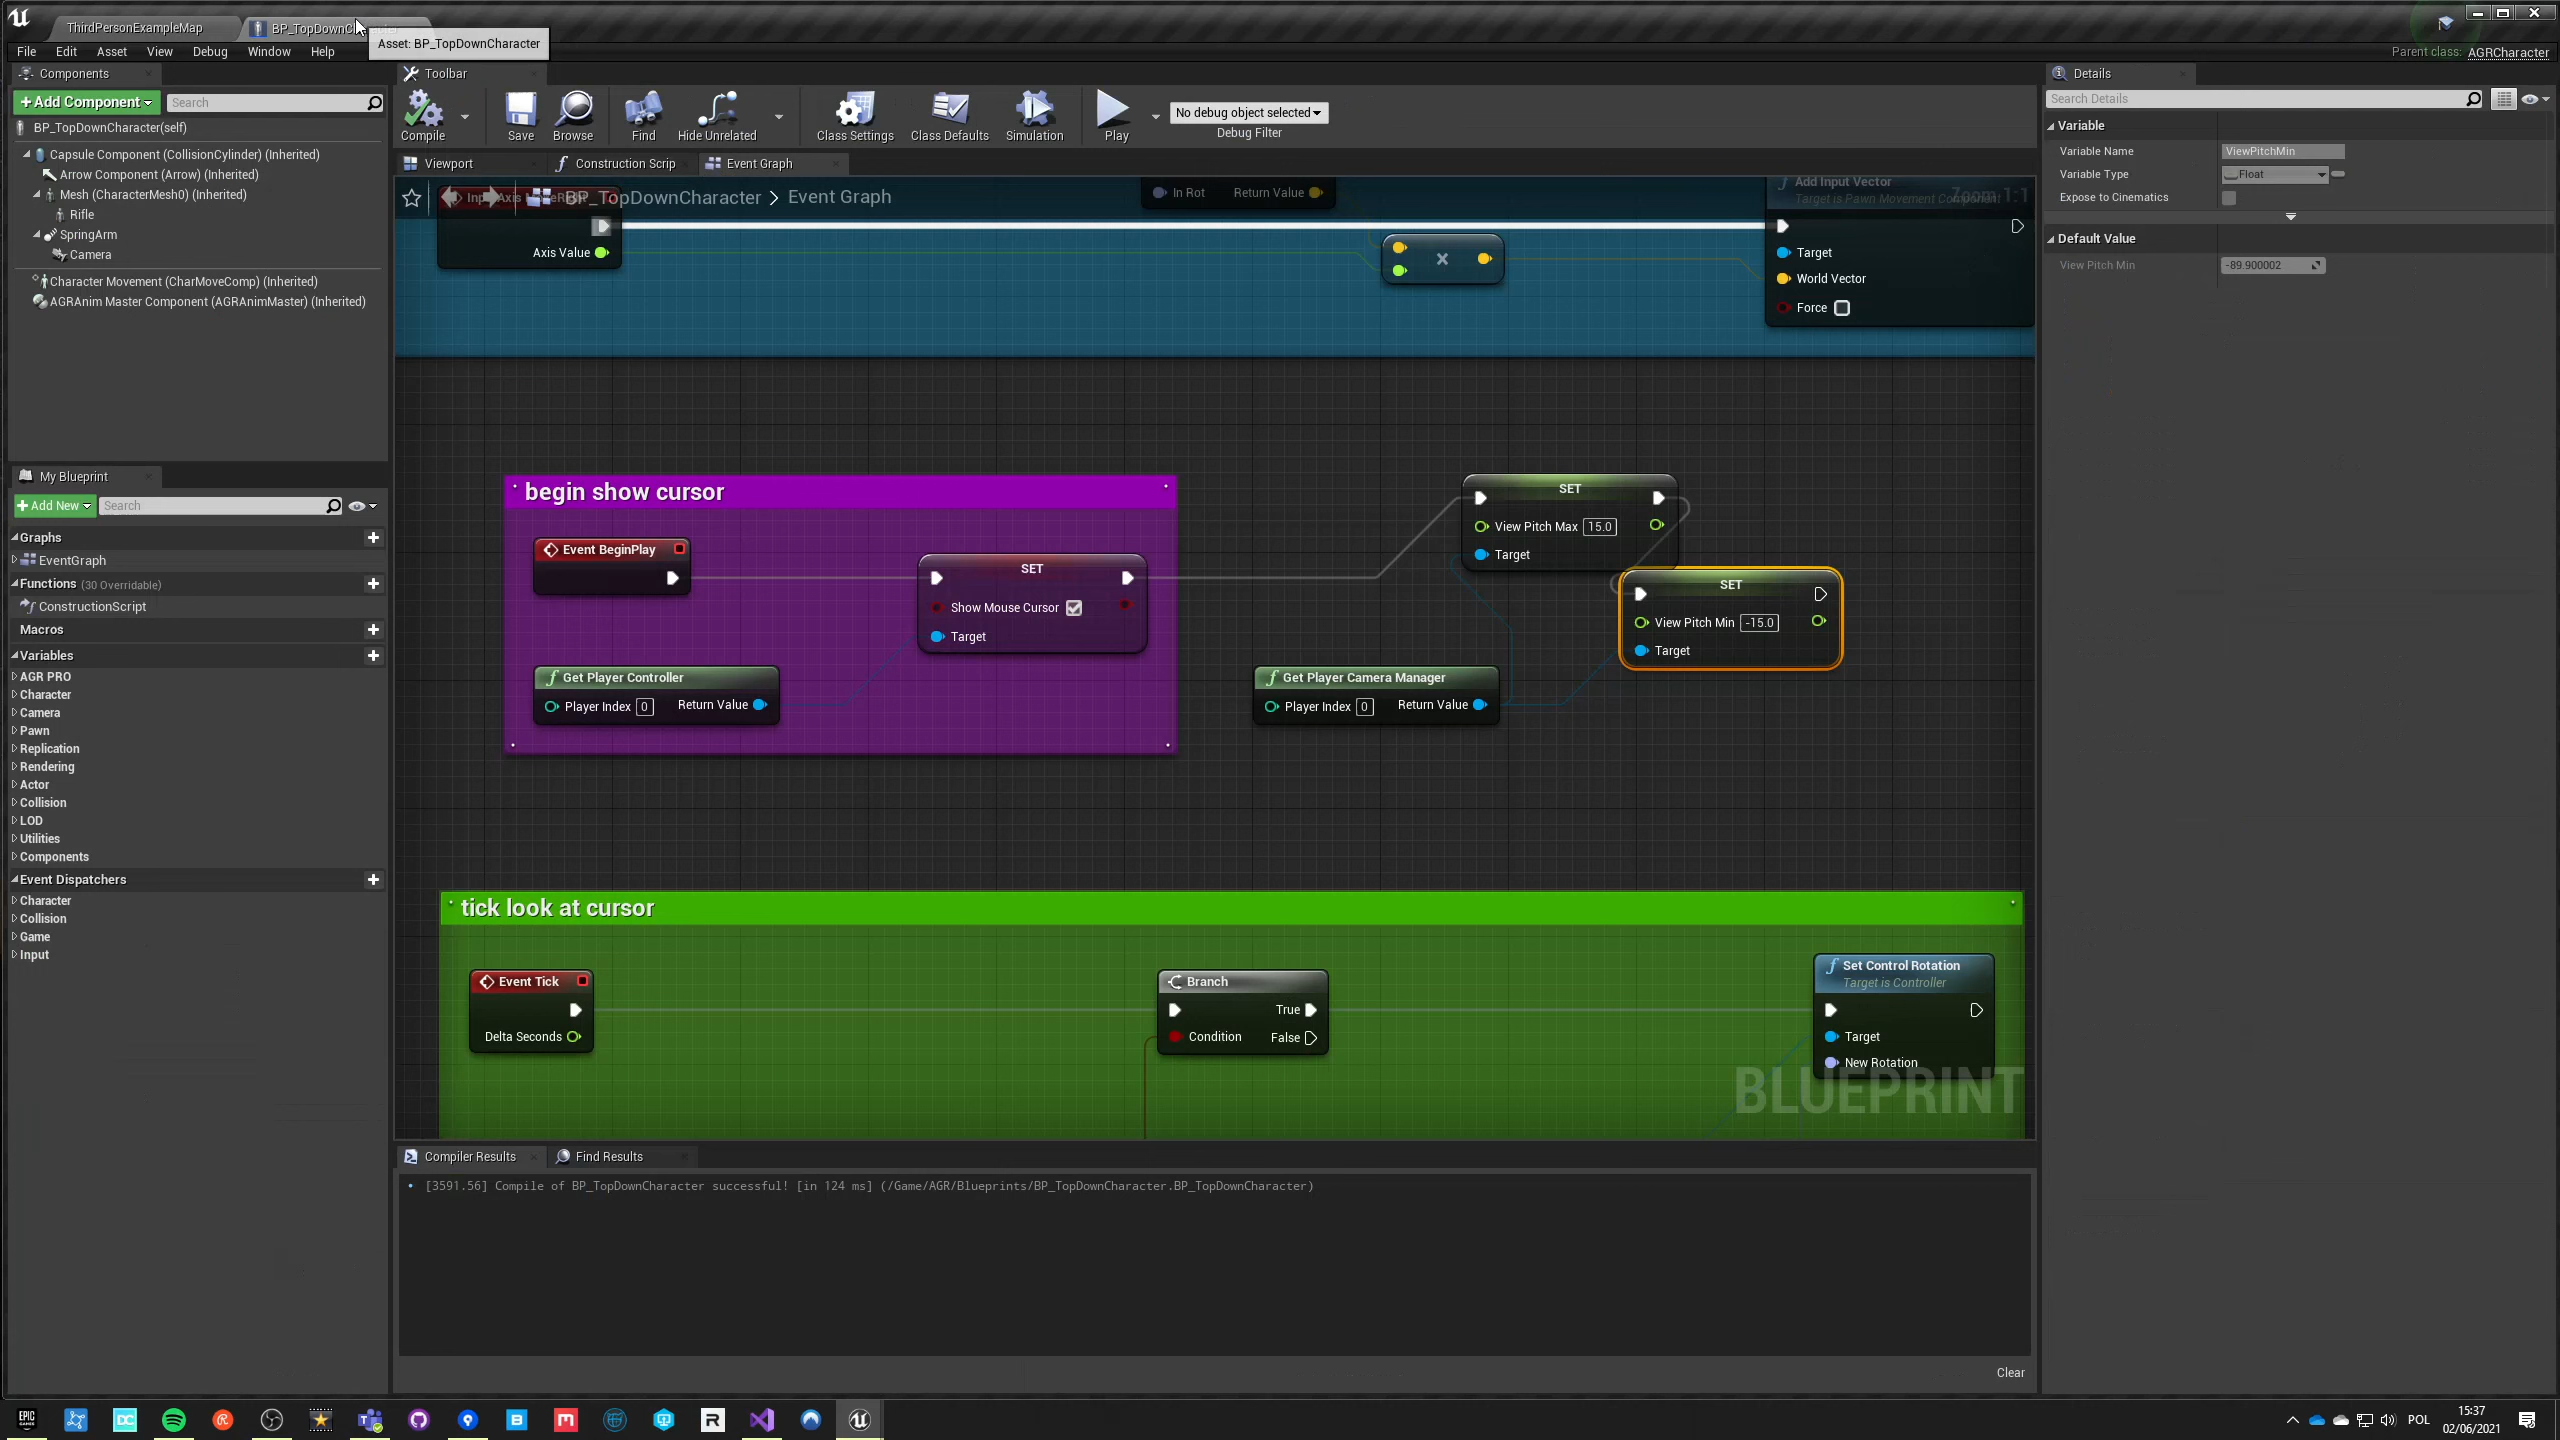 ThirdPersonExampleMap
BP_TopDownCharacter
Asset: BP_TopDownCharacter
File Edit Asset View Debug Window Help
Parent class: AGRCharacter
Components
Toolbar
Details
+Add Component
Search
Search Details
BP_TopDownCharacter(self)
Capsule Component (CollisionCylinder) (Inherited)
Arrow Component (Arrow) (Inherited)
Mesh (CharacterMesh0) (Inherited)
Rifle
SpringArm
Camera
Character Movement (CharMoveComp) (Inherited)
AGRAnim Master Component (AGRAnimMaster) (Inherited)
Compile
Save
Browse
Find
Hide Unrelated
Class Settings
Class Defaults
Simulation
Play
No debug object selected
Debug Filter
Variable
Variable Name
ViewPitchMin
Variable Type
Float
Expose to Cinematics
Default Value
View Pitch Min
-89.900002
Viewport
Construction Scrip
Event Graph
BP_TopDownCharacter > Event Graph
Zoom 1:1
Axis Value
In Rot
Return Value
Add Input Vector
Target is Pawn Movement Component
Target
World Vector
Force
My Blueprint
+Add New
Search
Graphs
EventGraph
Functions (30 Overridable)
ConstructionScript
Macros
Variables
AGR PRO
Character
Camera
Pawn
Replication
Rendering
Actor
Collision
LOD
Utilities
Components
Event Dispatchers
Character
Collision
Game
Input
begin show cursor
Event BeginPlay
SET
Show Mouse Cursor
Target
Get Player Controller
Player Index 0
Return Value
SET
View Pitch Max 15.0
Target
SET
View Pitch Min -15.0
Target
Get Player Camera Manager
Player Index 0
Return Value
tick look at cursor
Event Tick
Delta Seconds
Branch
True
Condition
False
Set Control Rotation
Target is Controller
Target
New Rotation
BLUEPRINT
Compiler Results
Find Results
[3591.56] Compile of BP_TopDownCharacter successful! [in 124 ms] (/Game/AGR/Blueprints/BP_TopDownCharacter.BP_TopDownCharacter)
Clear
EPIC GAMES
DC
B
R
POL
15:37
02/06/2021